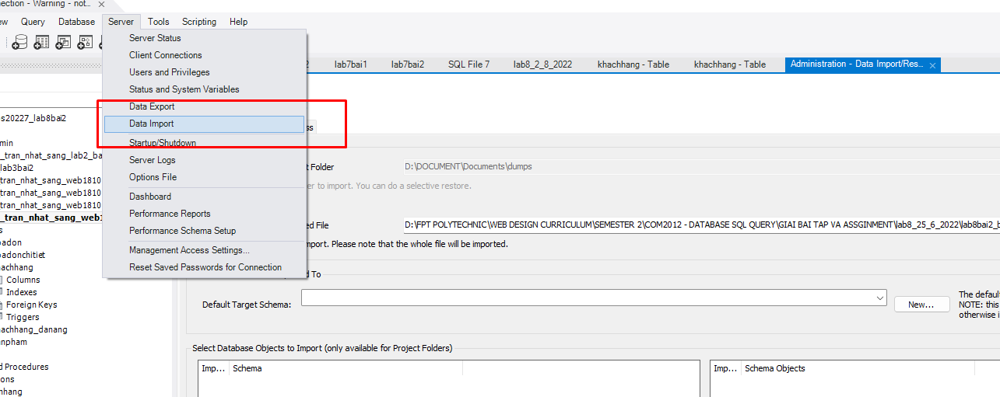 nection - Warning - not...
ew Query Database Server Tools Scripting Help
Server Status
Client Connections
Users and Privileges
Status and System Variables
Data Export
Data Import
Startup/Shutdown
Server Logs
Options File
Dashboard
Performance Reports
Performance Schema Setup
Management Access Settings...
Reset Saved Passwords for Connection
2 lab7bai1 lab7bai2 SQL File 7 lab8_2_8_2022 khachhang - Table khachhang - Table Administration - Data Import/Res...
s20227_lab8bai2
min
_tran_nhat_sang_lab2_ba
lab3bai2
tran_nhat_sang_web1810
tran_nhat_sang_web1810
tran_nhat_sang_web1810
_tran_nhat_sang_web1
s
adon
adonchitiet
achhang
Columns
Indexes
Foreign Keys
Triggers
achhang_danang
anpham
d Procedures
ons
nhang
ss
t Folder D:\DOCUMENT\Documents\dumps
er to import. You can do a selective restore.
ed File D:\FPT POLYTECHNIC\WEB DESIGN CURRICULUM\SEMESTER 2\COM2012 - DATABASE SQL QUERY\GIAI BAI TAP VA ASSGINMENT\lab8_25_6_2022\lab8bai2_b
mport. Please note that the whole file will be imported.
d To
Default Target Schema: New...
The defaul
NOTE: this
otherwise i
Select Database Objects to Import (only available for Project Folders)
Imp... Schema Imp... Schema Objects